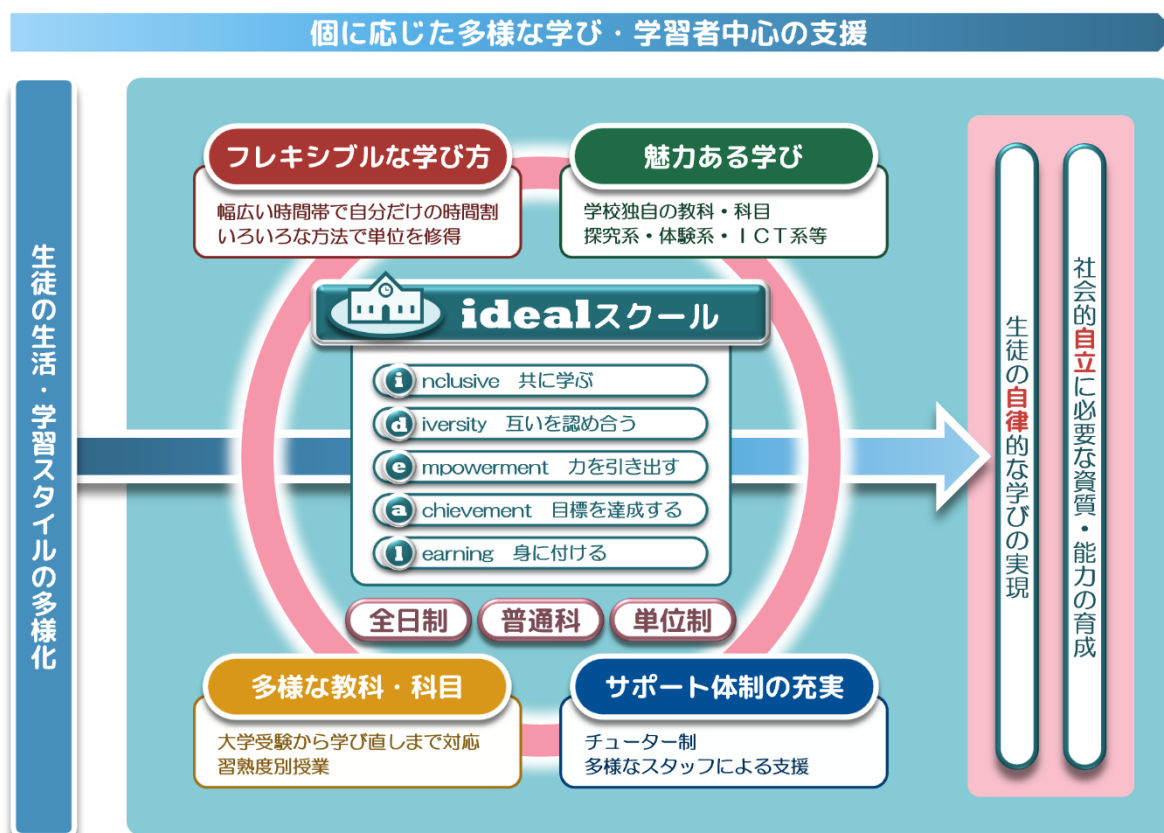 個に応じた多様な学び・学習者中心の支援
生徒の生活・学習スタイルの多様化
フレキシブルな学び方
幅広い時間帯で自分だけの時間割
いろいろな方法で単位を修得
魅力ある学び
学校独自の教科・科目
探究系・体験系・ICT系等
idealスクール
inclusive 共に学ぶ
diversity 互いを認め合う
empowerment 力を引き出す
achievement 目標を達成する
learning 身に付ける
全日制 普通科 単位制
多様な教科・科目
大学受験から学び直しまで対応
習熟度別授業
サポート体制の充実
チューター制
多様なスタッフによる支援
生徒の自律的な学びの実現
社会的自立に必要な資質・能力の育成